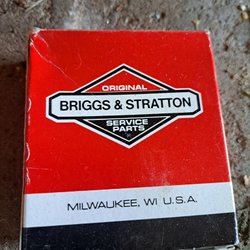 ORIGINAL
BRIGGS & STRATTON
SERVICE
PARTS
MILWAUKEE, WI U.S.A.